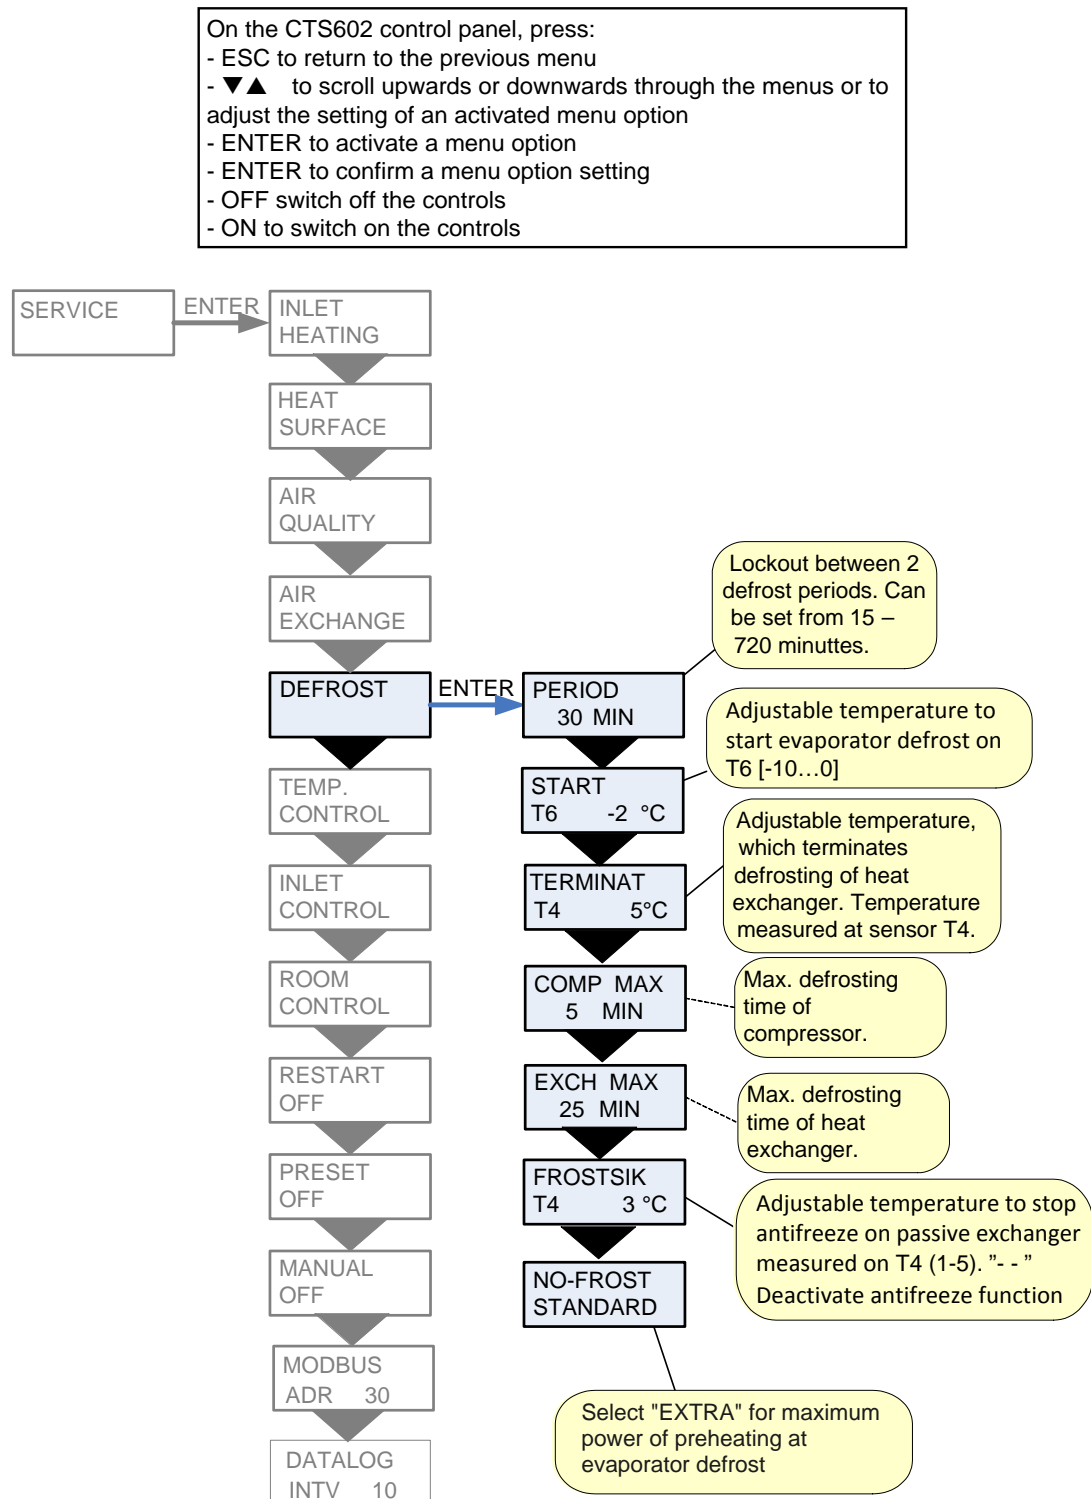 On the CTS602 control panel, press:
- ESC to return to the previous menu
- ▼▲ to scroll upwards or downwards through the menus or to
adjust the setting of an activated menu option
- ENTER to activate a menu option
- ENTER to confirm a menu option setting
- OFF switch off the controls
- ON to switch on the controls
SERVICE
ENTER
INLET
HEATING
HEAT
SURFACE
AIR
QUALITY
AIR
EXCHANGE
DEFROST
ENTER
PERIOD
30 MIN
Lockout between 2
defrost periods. Can
be set from 15 –
720 minuttes.
START
T6 -2 °C
Adjustable temperature to
start evaporator defrost on
T6 [-10...0]
TERMINAT
T4 5°C
Adjustable temperature,
which terminates
defrosting of heat
exchanger. Temperature
measured at sensor T4.
COMP MAX
5 MIN
Max. defrosting
time of
compressor.
EXCH MAX
25 MIN
Max. defrosting
time of heat
exchanger.
FROSTSIK
T4 3 °C
Adjustable temperature to stop
antifreeze on passive exchanger
measured on T4 (1-5). ”- - ”
Deactivate antifreeze function
NO-FROST
STANDARD
Select "EXTRA" for maximum
power of preheating at
evaporator defrost
TEMP.
CONTROL
INLET
CONTROL
ROOM
CONTROL
RESTART
OFF
PRESET
OFF
MANUAL
OFF
MODBUS
ADR 30
DATALOG
INTV 10